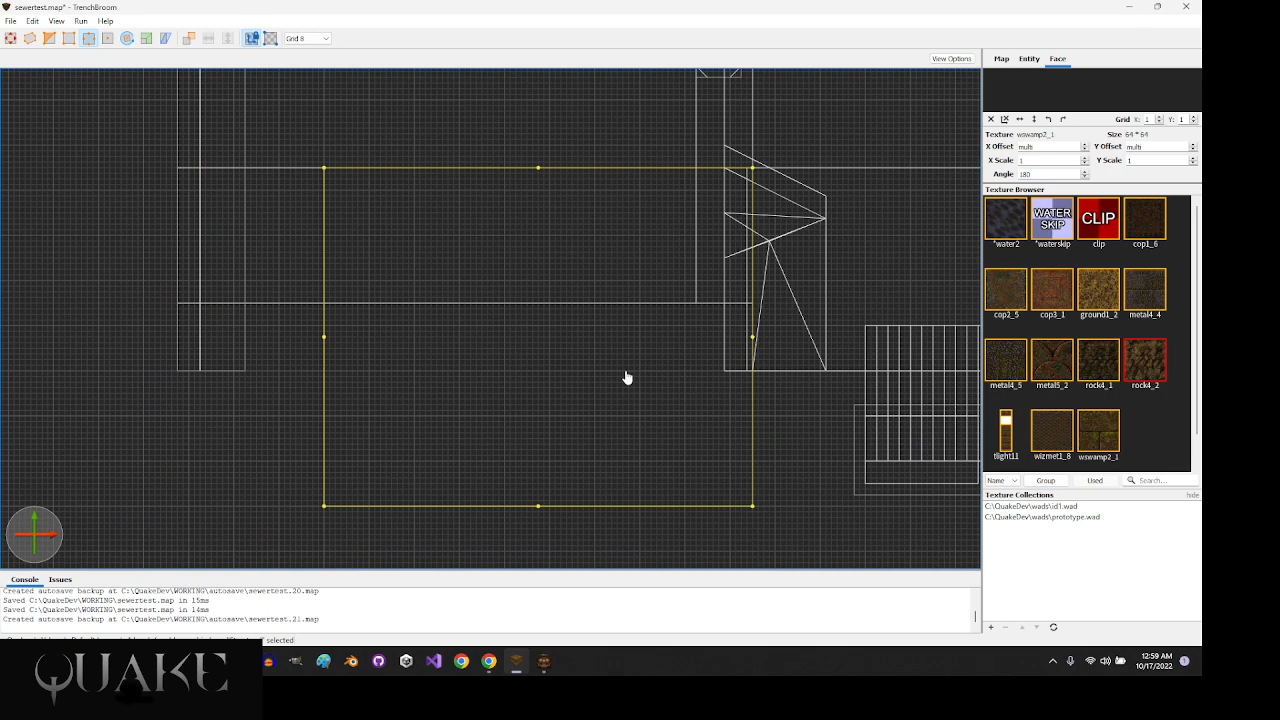 sewertest.map* - TrenchBroom
File Edit View Run Help
Grid 8
View Options
Map Entity Face
Grid X: 1 Y: 1
Texture wswamp2_1 Size 64 * 64
X Offset multi Y Offset multi
X Scale 1 Y Scale 1
Angle 180
Texture Browser
WATER SKIP CLIP
*water2 *waterskip clip cop1_6
cop2_5 cop3_1 ground1_2 metal4_4
metal4_5 metal5_2 rock4_1 rock4_2
tlight11 wizmet1_8 wswamp2_1
Name Group Used Search...
Texture Collections hide
C:\QuakeDev\wads\id1.wad
C:\QuakeDev\wads\prototype.wad
Console Issues
Created autosave backup at C:\QuakeDev\WORKING\autosave\sewertest.20.map
Saved C:\QuakeDev\WORKING\sewertest.map in 15ms
Saved C:\QuakeDev\WORKING\sewertest.map in 14ms
Created autosave backup at C:\QuakeDev\WORKING\autosave\sewertest.21.map
selected
QUAKE
12:59 AM
10/17/2022
1